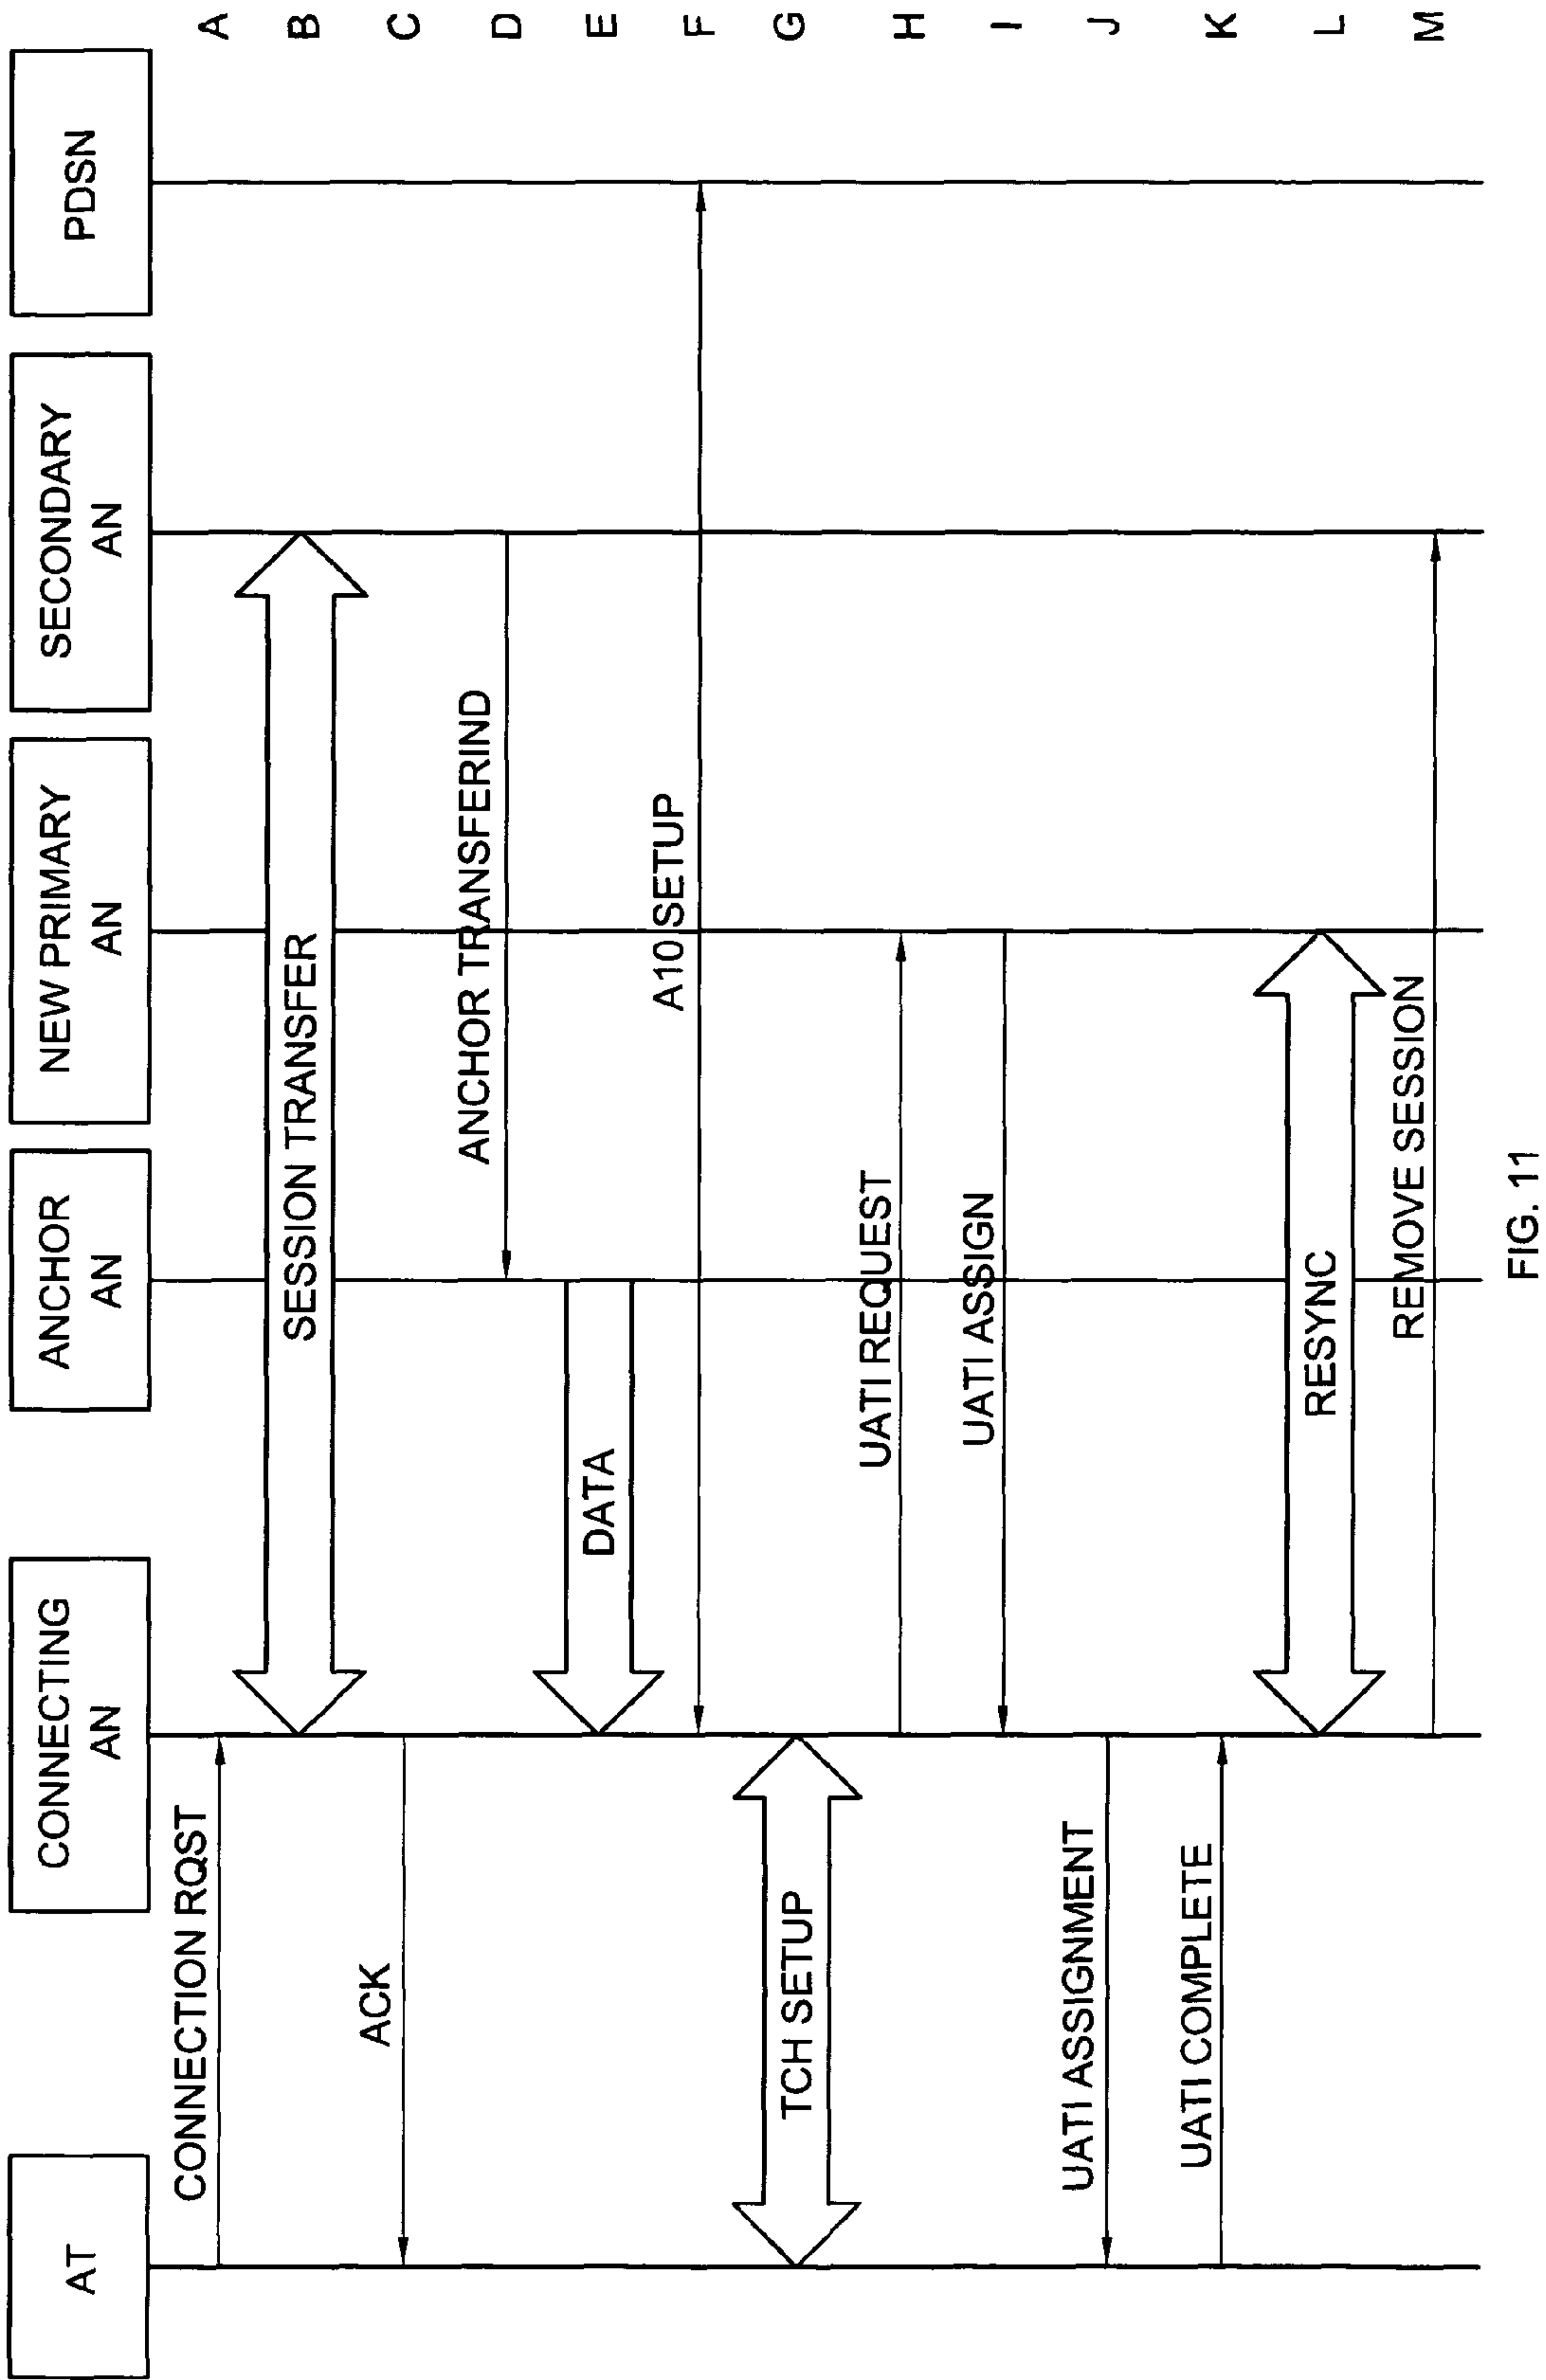 AT
CONNECTING
AN
ANCHOR
AN
NEW PRIMARY
AN
SECONDARY
AN
PDSN
CONNECTION RQST
A
SESSION TRANSFER
B
ACK
C
ANCHOR TRANSFERIND
D
DATA
E
A10 SETUP
F
TCH SETUP
G
UATI REQUEST
H
UATI ASSIGN
I
UATI ASSIGNMENT
J
UATI COMPLETE
K
RESYNC
L
REMOVE SESSION
M
FIG. 11